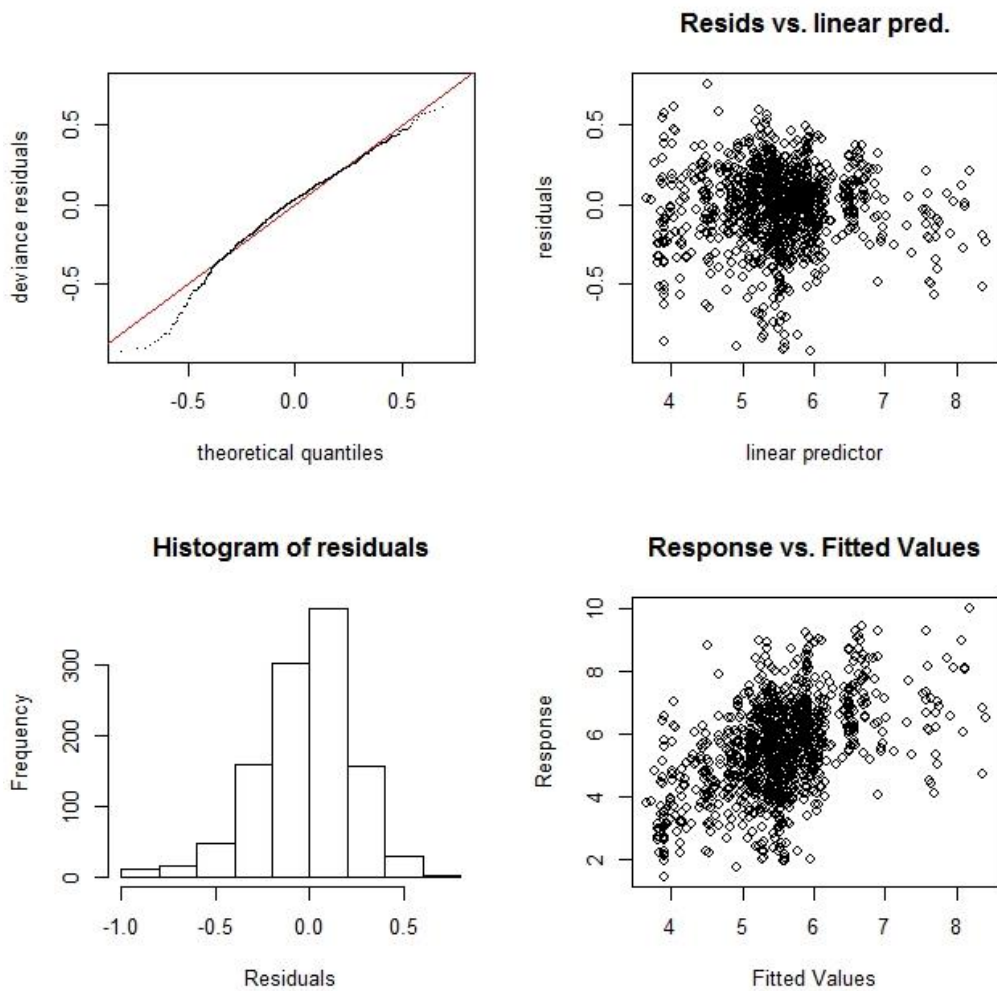 deviance residuals
0.5
0.0
-0.5
-0.5
0.0
0.5
theoretical quantiles
Resids vs. linear pred.
residuals
0.5
0.0
-0.5
4
5
6
7
8
linear predictor
Histogram of residuals
Frequency
300
200
100
0
-1.0
-0.5
0.0
0.5
Residuals
Response vs. Fitted Values
Response
10
8
6
4
2
4
5
6
7
8
Fitted Values